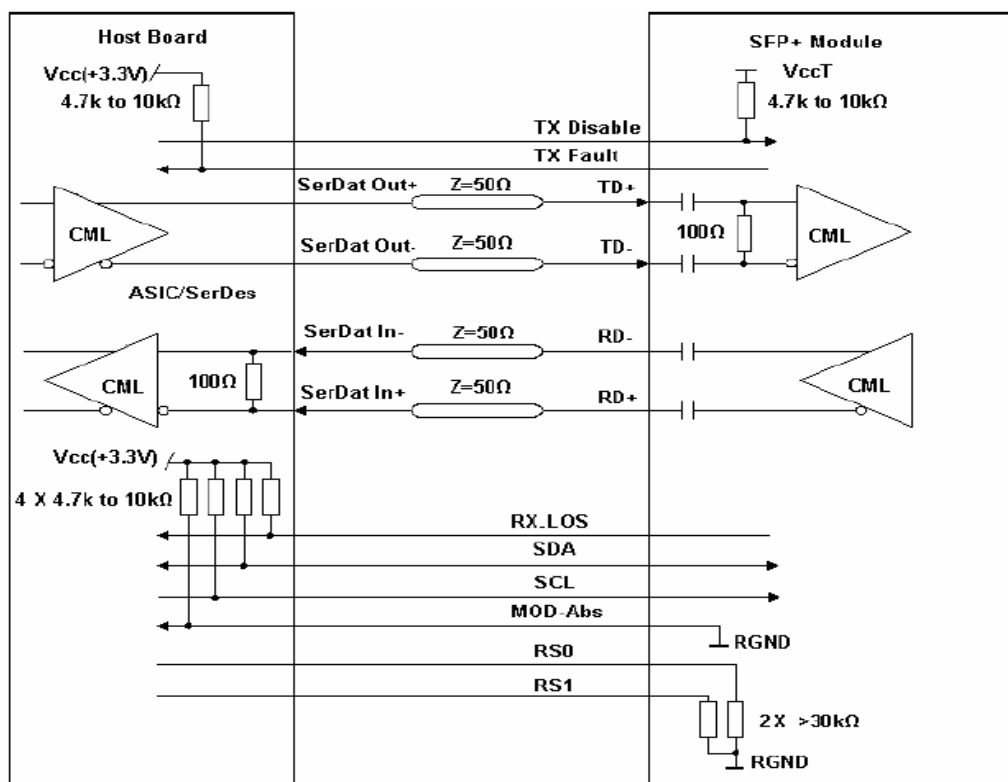 Host Board
SFP+ Module
Vcc(+3.3V)
4.7k to 10kΩ
VccT
4.7k to 10kΩ
TX Disable
TX Fault
SerDat Out+
Z=50Ω
TD+
CML
100Ω
CML
SerDat Out-
Z=50Ω
TD-
ASIC/SerDes
SerDat In-
Z=50Ω
RD-
CML
100Ω
CML
SerDat In+
Z=50Ω
RD+
Vcc(+3.3V)
4 X 4.7k to 10kΩ
RX_LOS
SDA
SCL
MOD-Abs
RGND
RS0
RS1
2 X >30kΩ
RGND